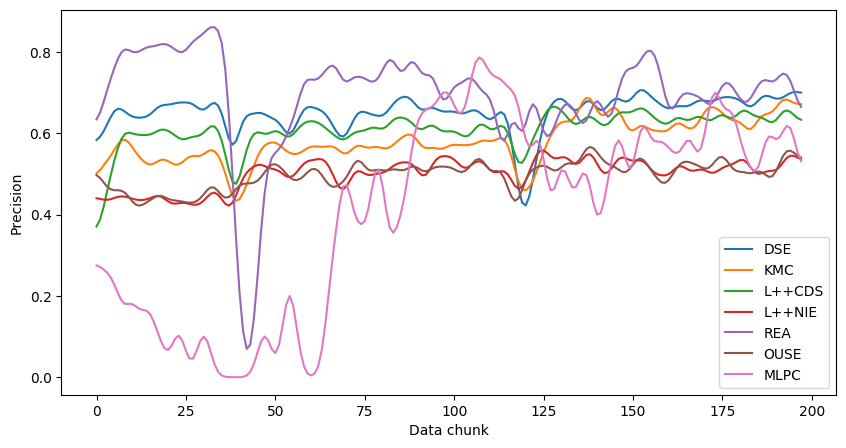 Precision
0.8
0.6
0.4
0.2
0.0
0
25
50
75
100
125
150
175
200
Data chunk
DSE
KMC
L++CDS
L++NIE
REA
OUSE
MLPC